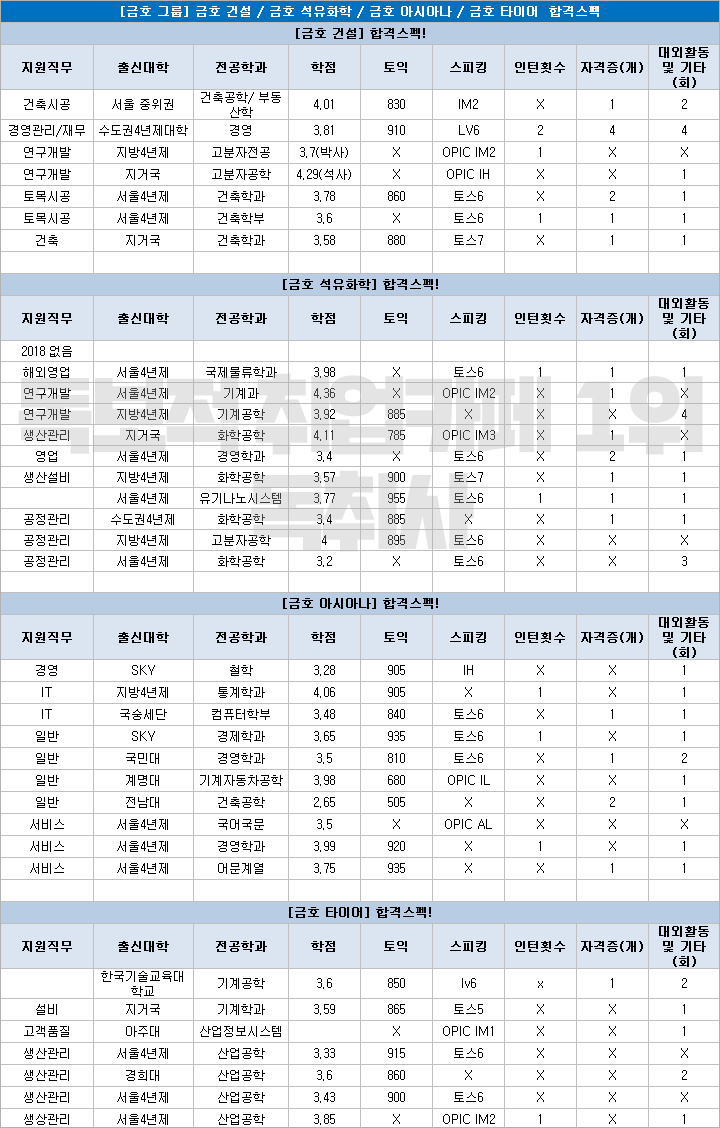 [금호 그룹] 금호 건설 / 금호 석유화학 / 금호 아시아나 / 금호 타이어 합격스펙
[금호 건설] 합격스펙!
지원직무 출신대학 전공학과 학점 토익 스피킹 인턴횟수 자격증(개) 대외활동 및 기타 (회)
건축시공 서울 중위권 건축공학/ 부동산학 4.01 830 IM2 X 1 2
경영관리/재무 수도권4년제대학 경영 3.81 910 LV6 2 4 4
연구개발 지방4년제 고분자전공 3.7(박사) X OPIC IM2 1 X X
연구개발 지거국 고분자공학 4.29(석사) X OPIC IH X X 1
토목시공 서울4년제 건축학과 3.78 860 토스6 X 2 1
토목시공 서울4년제 건축학부 3.6 X 토스6 1 1 1
건축 지거국 건축학과 3.58 880 토스7 X 1 1
[금호 석유화학] 합격스펙!
지원직무 출신대학 전공학과 학점 토익 스피킹 인턴횟수 자격증(개) 대외활동 및 기타 (회)
2018 없음
해외영업 서울4년제 국제물류학과 3.98 X 토스6 1 1 1
연구개발 서울4년제 기계과 4.36 X OPIC IM2 X 1 X
연구개발 지방4년제 기계공학 3.92 885 X X X 4
생산관리 지거국 화학공학 4.11 785 OPIC IM3 X 1 X
영업 서울4년제 경영학과 3.4 X 토스6 X 2 1
생산설비 지방4년제 화학공학 3.57 900 토스7 X 1 1
서울4년제 유기나노시스템 3.77 955 토스6 1 1 1
공정관리 수도권4년제 화학공학 3.4 885 X X 1 1
공정관리 지방4년제 고분자공학 4 895 토스6 X X X
공정관리 서울4년제 화학공학 3.2 X 토스6 X X 3
독보적취업카페 1위
독취사
[금호 아시아나] 합격스펙!
지원직무 출신대학 전공학과 학점 토익 스피킹 인턴횟수 자격증(개) 대외활동 및 기타 (회)
경영 SKY 철학 3.28 905 IH X X 1
IT 지방4년제 통계학과 4.06 905 X 1 X 1
IT 국숭세단 컴퓨터학부 3.48 840 토스6 X 1 1
일반 SKY 경제학과 3.65 935 토스6 1 X 1
일반 국민대 경영학과 3.5 810 토스6 X 1 2
일반 계명대 기계자동차공학 3.98 680 OPIC IL X X 1
일반 전남대 건축공학 2.65 505 X X 2 1
서비스 서울4년제 국어국문 3.5 X OPIC AL X X X
서비스 서울4년제 경영학과 3.99 920 X 1 X 1
서비스 서울4년제 어문계열 3.75 935 X X 1 1
[금호 타이어] 합격스펙!
지원직무 출신대학 전공학과 학점 토익 스피킹 인턴횟수 자격증(개) 대외활동 및 기타 (회)
한국기술교육대학교 기계공학 3.6 850 lv6 x 1 2
설비 지거국 기계학과 3.59 865 토스5 X X 1
고객품질 아주대 산업정보시스템 X OPIC IM1 X X 1
생산관리 서울4년제 산업공학 3.33 915 토스6 X X X
생산관리 경희대 산업공학 3.6 860 X X X 2
생산관리 서울4년제 산업공학 3.43 900 토스6 X X X
생상관리 서울4년제 산업공학 3.85 X OPIC IM2 1 X 1